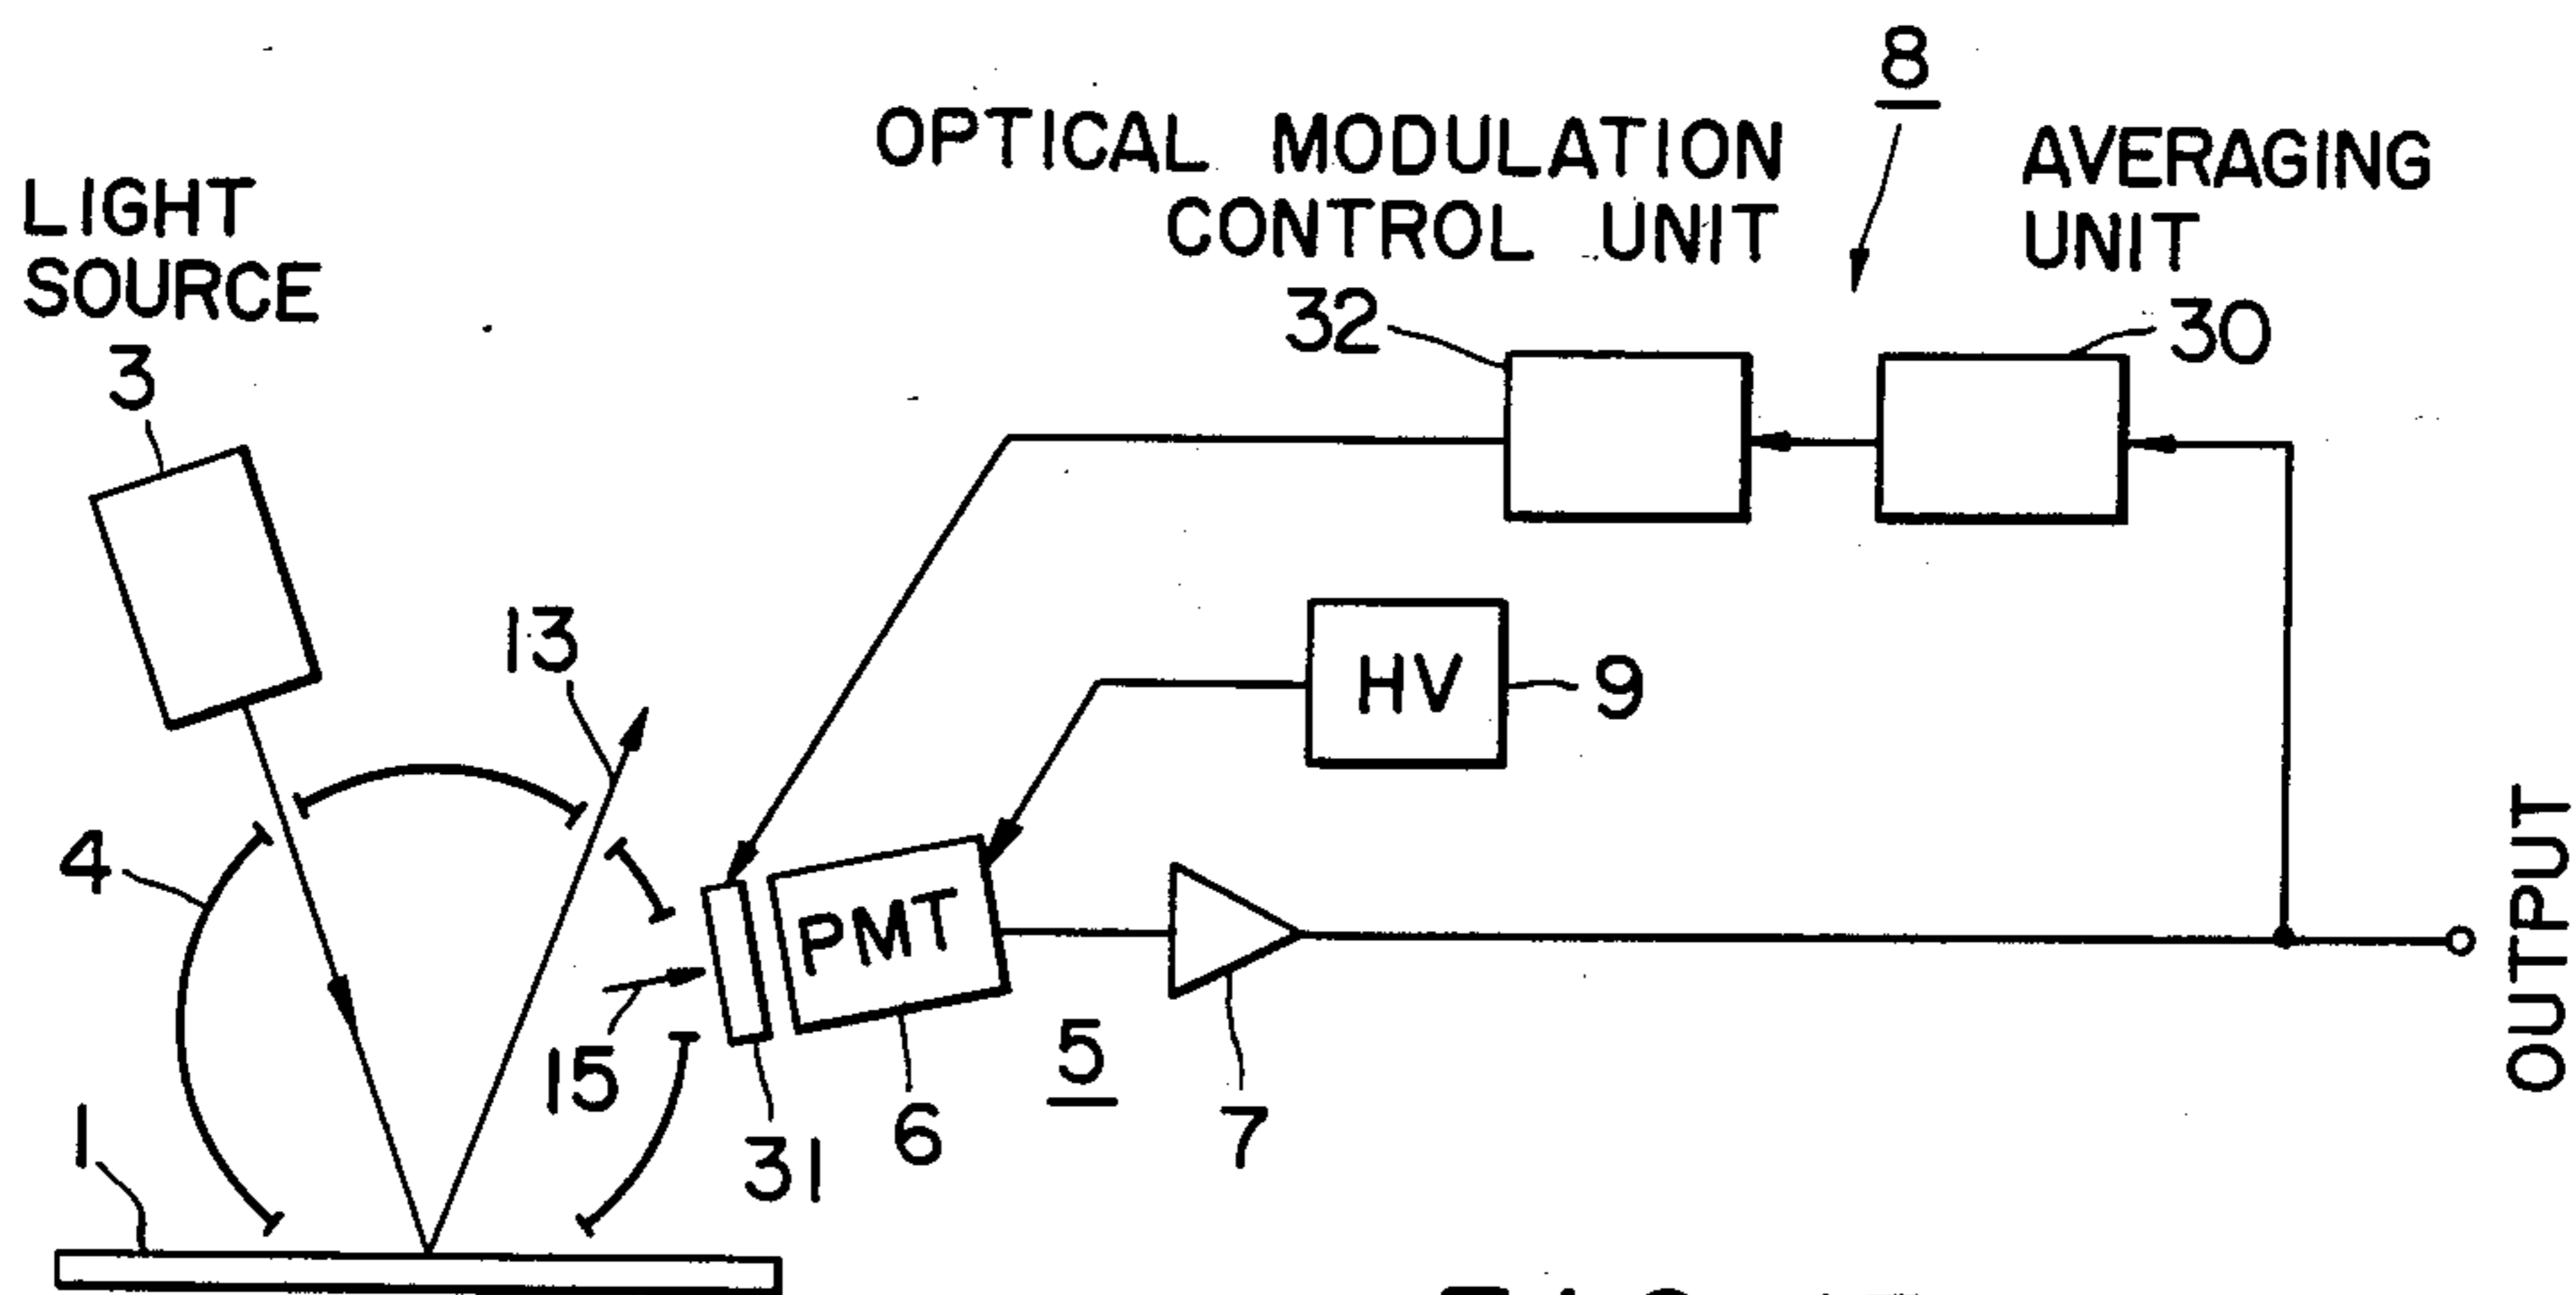 8
OPTICAL MODULATION
CONTROL UNIT
AVERAGING
UNIT
LIGHT
SOURCE
32
30
3
13
HV
9
4
PMT
15
5
1
31
6
7
OUTPUT